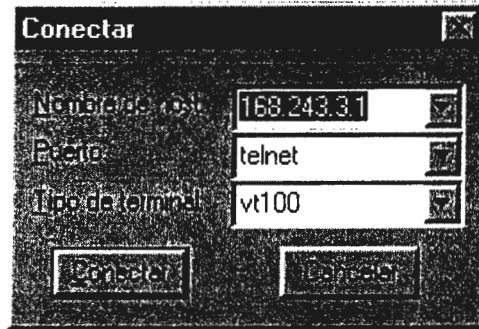 Conectar
Nombre de host: 168.243.3.1
Puerto: telnet
Tipo de terminal: vt100
Conectar Cancelar